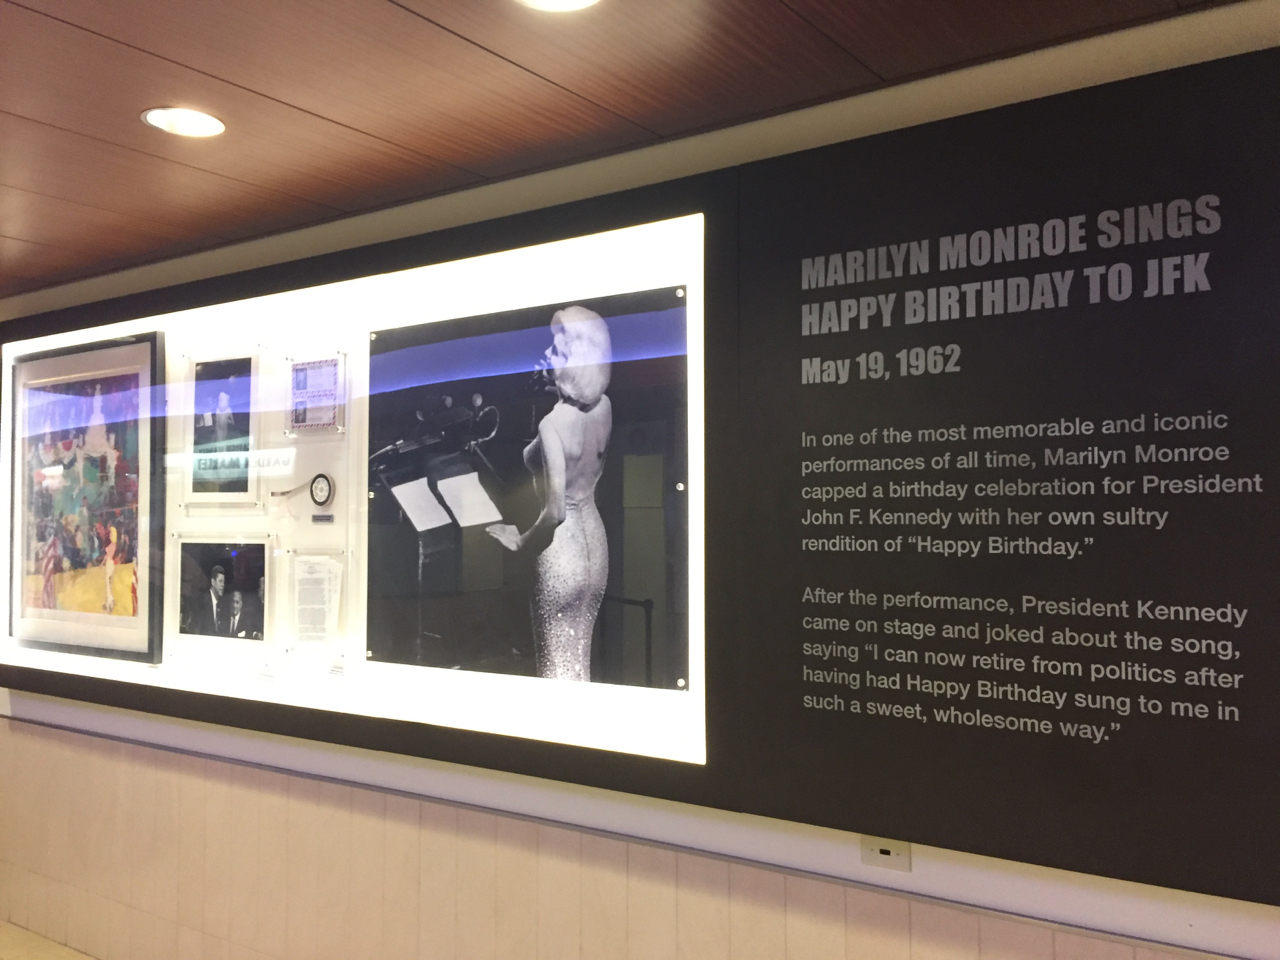 MARILYN MONROE SINGS
HAPPY BIRTHDAY TO JFK
May 19, 1962
In one of the most memorable and iconic
performances of all time, Marilyn Monroe
capped a birthday celebration for President
John F. Kennedy with her own sultry
rendition of “Happy Birthday.”
After the performance, President Kennedy
came on stage and joked about the song,
saying “I can now retire from politics after
having had Happy Birthday sung to me in
such a sweet, wholesome way.”